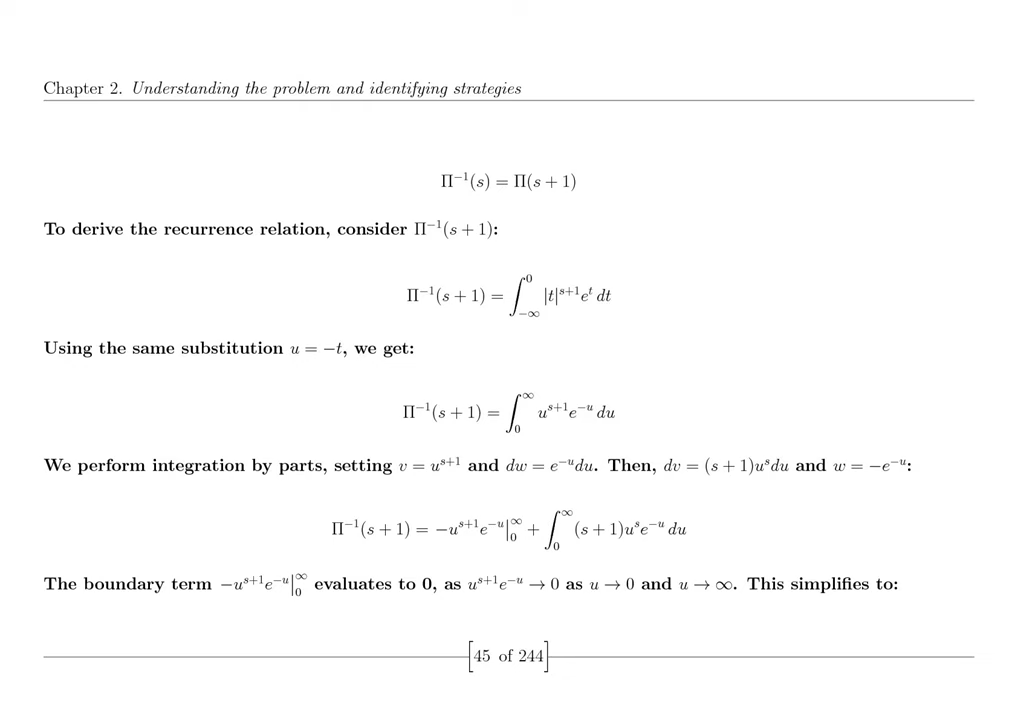 Chapter 2. Understanding the problem and identifying strategies
Π⁻¹(s) = Π(s + 1)
To derive the recurrence relation, consider Π⁻¹(s + 1):
Π⁻¹(s + 1) = ∫_{−∞}^{0} |t|^{s+1} e^{t} dt
Using the same substitution u = −t, we get:
Π⁻¹(s + 1) = ∫_{0}^{∞} u^{s+1} e^{−u} du
We perform integration by parts, setting v = u^{s+1} and dw = e^{−u}du. Then, dv = (s + 1)u^{s}du and w = −e^{−u}:
Π⁻¹(s + 1) = −u^{s+1}e^{−u}|_{0}^{∞} + ∫_{0}^{∞} (s + 1)u^{s}e^{−u} du
The boundary term −u^{s+1}e^{−u}|_{0}^{∞} evaluates to 0, as u^{s+1}e^{−u} → 0 as u → 0 and u → ∞. This simplifies to:
[45 of 244]